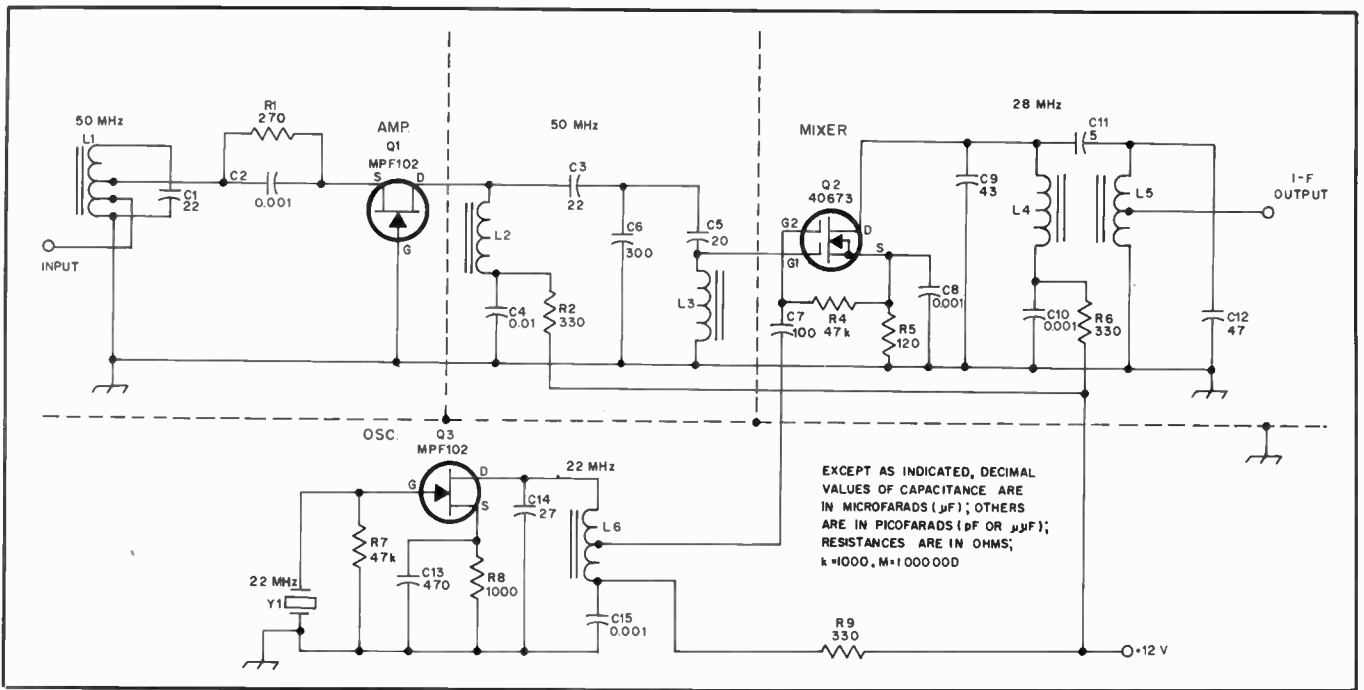 50 MHz
L1
C1
22
INPUT
R1
270
C2
0.001
AMP.
Q1
MPF102
S
D
G
50 MHz
L2
C3
22
C4
0.01
R2
330
C6
300
C5
20
L3
MIXER
Q2
40673
G2
G1
D
S
C7
100
R4
47k
R5
120
C8
0.001
28 MHz
C9
43
L4
C11
5
L5
C10
0.001
R6
330
C12
47
I-F
OUTPUT
OSC.
Q3
MPF102
G
D
S
22 MHz
Y1
R7
47k
C13
470
R8
1000
C14
27
22 MHz
L6
C15
0.001
R9
330
+12 V
EXCEPT AS INDICATED, DECIMAL
VALUES OF CAPACITANCE ARE
IN MICROFARADS (µF); OTHERS
ARE IN PICOFARADS (pF OR µµF);
RESISTANCES ARE IN OHMS;
k=1000, M=1000000